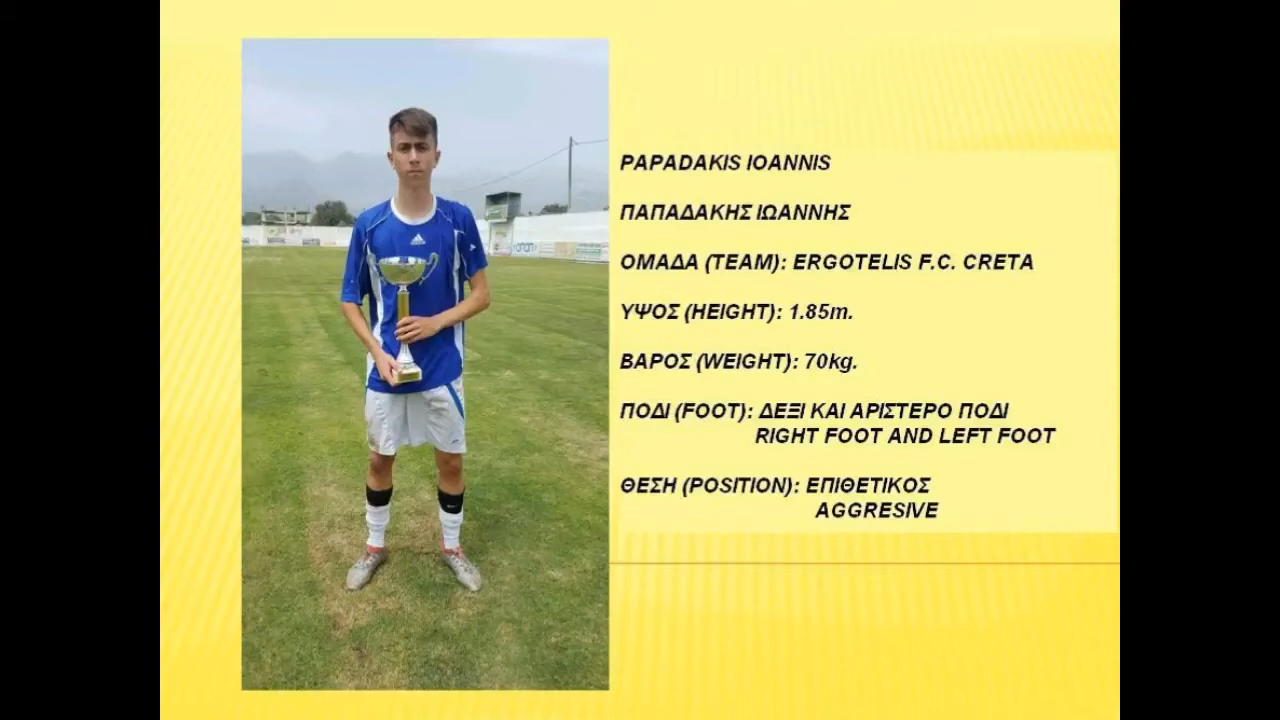 PAPADAKIS IOANNIS
ΠΑΠΑΔΑΚΗΣ ΙΩΑΝΝΗΣ
ΟΜΑΔΑ (TEAM): ERGOTELIS F.C. CRETA
ΥΨΟΣ (HEIGHT): 1.85m.
ΒΑΡΟΣ (WEIGHT): 70kg.
ΠΟΔΙ (FOOT): ΔΕΞΙ ΚΑΙ ΑΡΙΣΤΕΡΟ ΠΟΔΙ
RIGHT FOOT AND LEFT FOOT
ΘΕΣΗ (POSITION): ΕΠΙΘΕΤΙΚΟΣ
AGGRESIVE